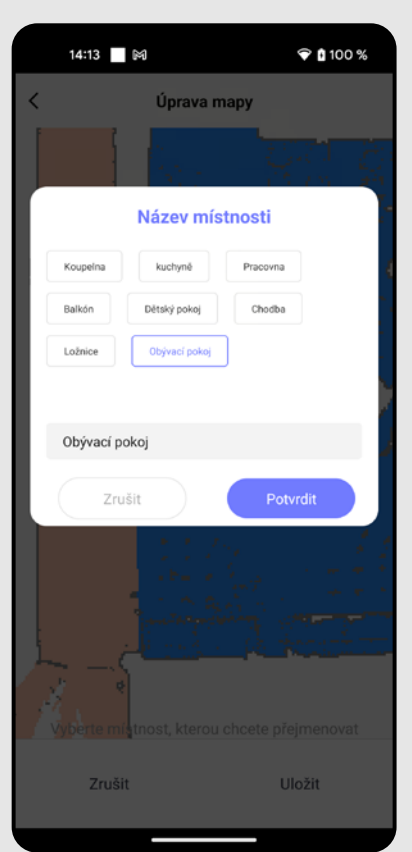 14:13 100 %
Úprava mapy
Název místnosti
Koupelna kuchyně Pracovna
Balkón Dětský pokoj Chodba
Ložnice Obývací pokoj
Obývací pokoj
Zrušit Potvrdit
Vyberte místnost, kterou chcete přejmenovat
Zrušit Uložit